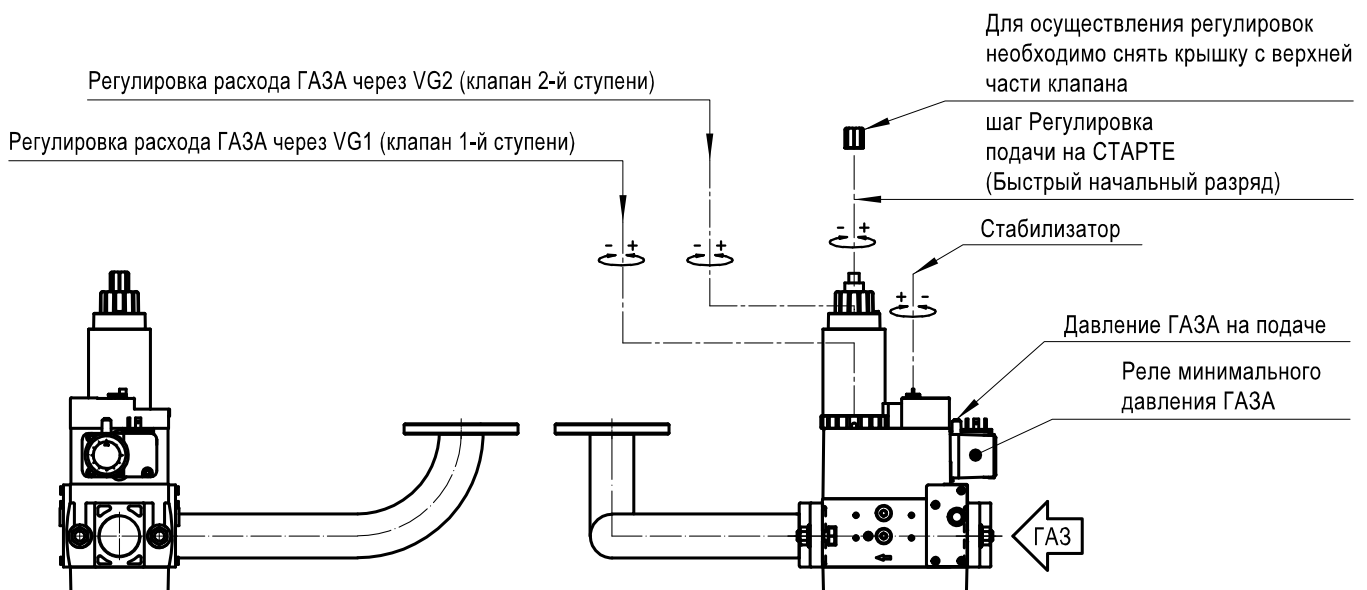 Для осуществления регулировок
необходимо снять крышку с верхней
части клапана
Регулировка расхода ГАЗА через VG2 (клапан 2-й ступени)
шаг Регулировка
подачи на СТАРТЕ
(Быстрый начальный разряд)
Регулировка расхода ГАЗА через VG1 (клапан 1-й ступени)
- +
- +
- +
Стабилизатор
+ -
Давление ГАЗА на подаче
Реле минимального
давления ГАЗА
ГАЗ